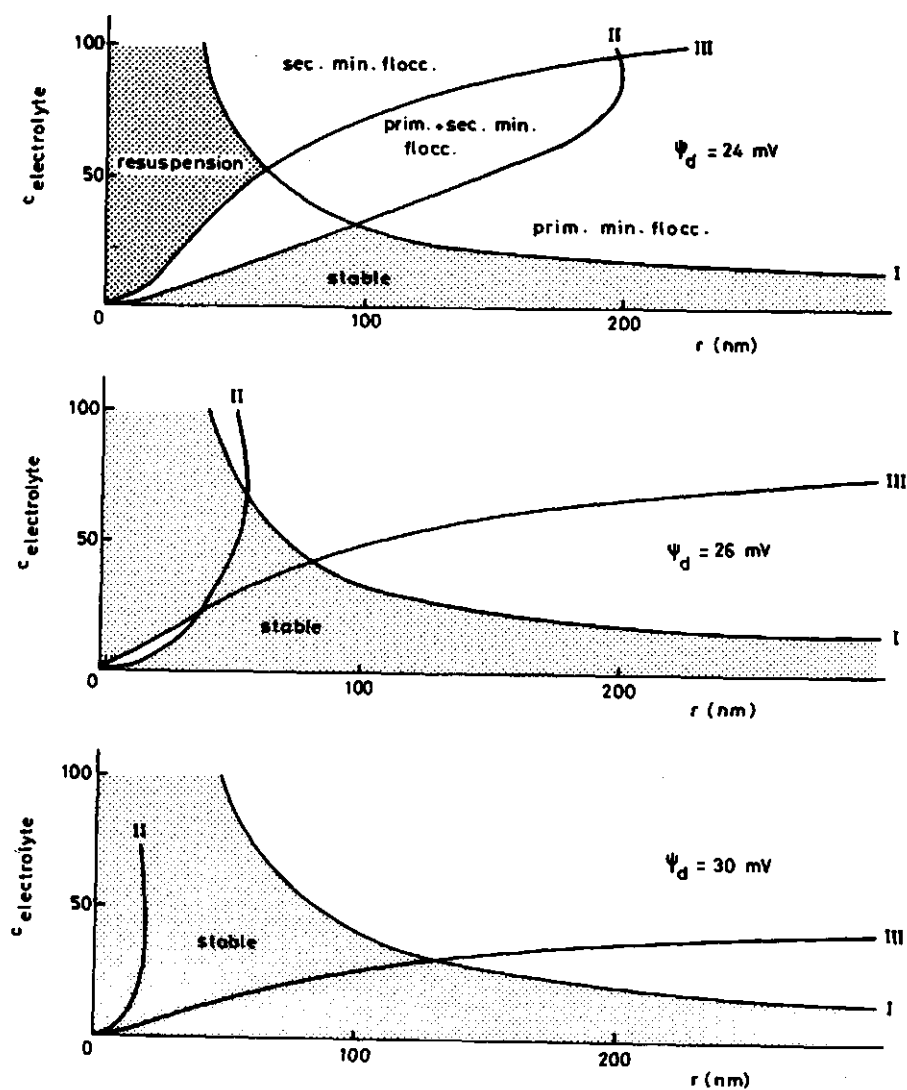 c electrolyte
100
50
0
100
200
r (nm)
sec. min. flocc.
II
III
prim. + sec. min.
flocc.
resuspension
ψd = 24 mV
prim. min. flocc.
stable
I
c electrolyte
100
50
0
100
200
r (nm)
II
III
ψd = 26 mV
stable
I
c electrolyte
100
50
0
100
200
r (nm)
II
ψd = 30 mV
stable
III
I